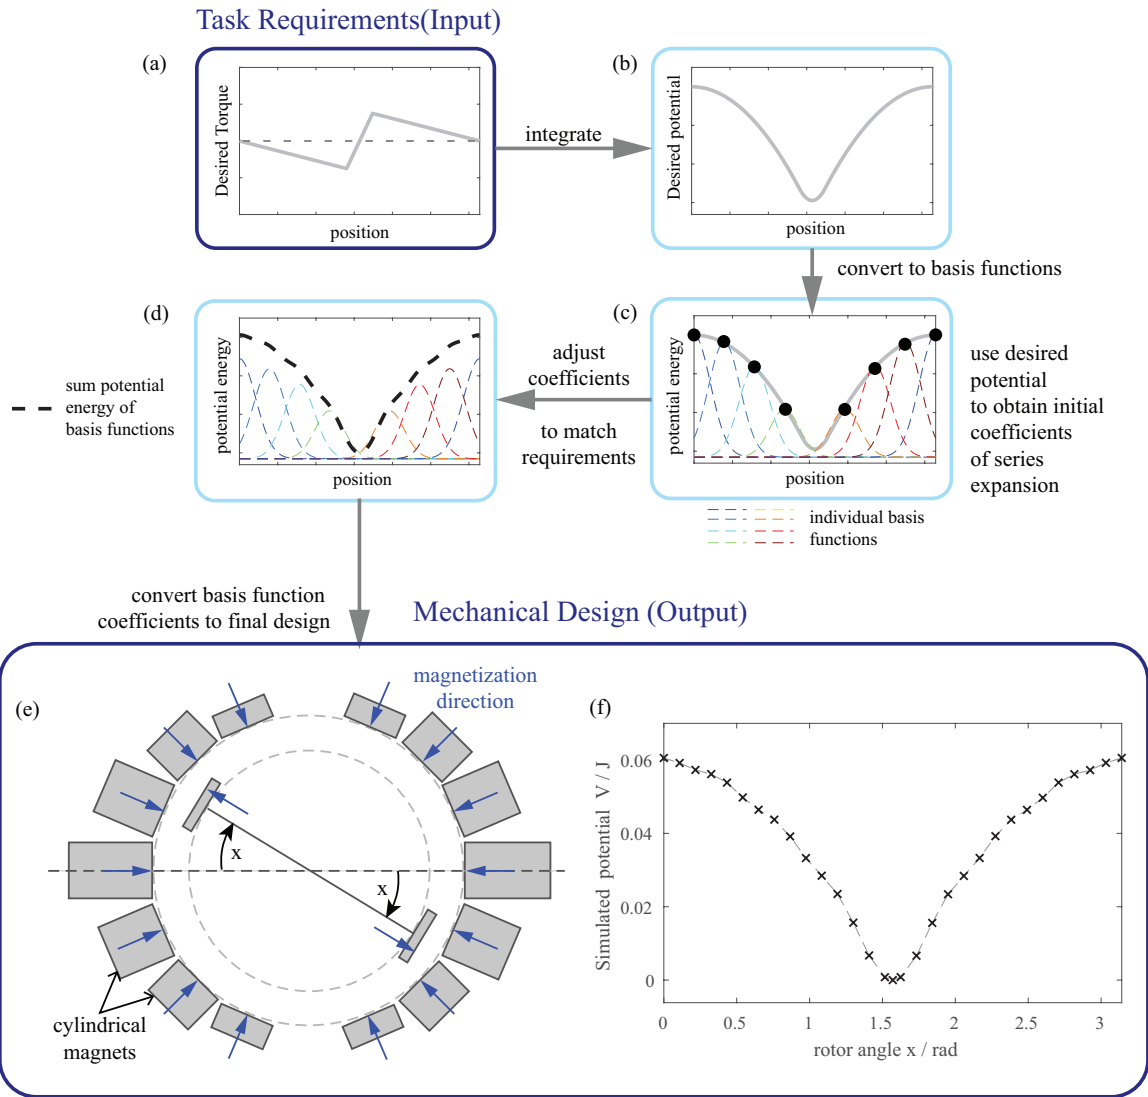 Task Requirements(Input)
(a)
Desired Torque
position
integrate
(b)
Desired potential
position
convert to basis functions
(c)
potential energy
position
individual basis
functions
use desired
potential
to obtain initial
coefficients
of series
expansion
adjust
coefficients
to match
requirements
(d)
potential energy
position
sum potential
energy of
basis functions
convert basis function
coefficients to final design
Mechanical Design (Output)
(e)
magnetization
direction
x
x
cylindrical
magnets
(f)
Simulated potential V / J
0.06
0.04
0.02
0
0
0.5
1
1.5
2
2.5
3
rotor angle x / rad